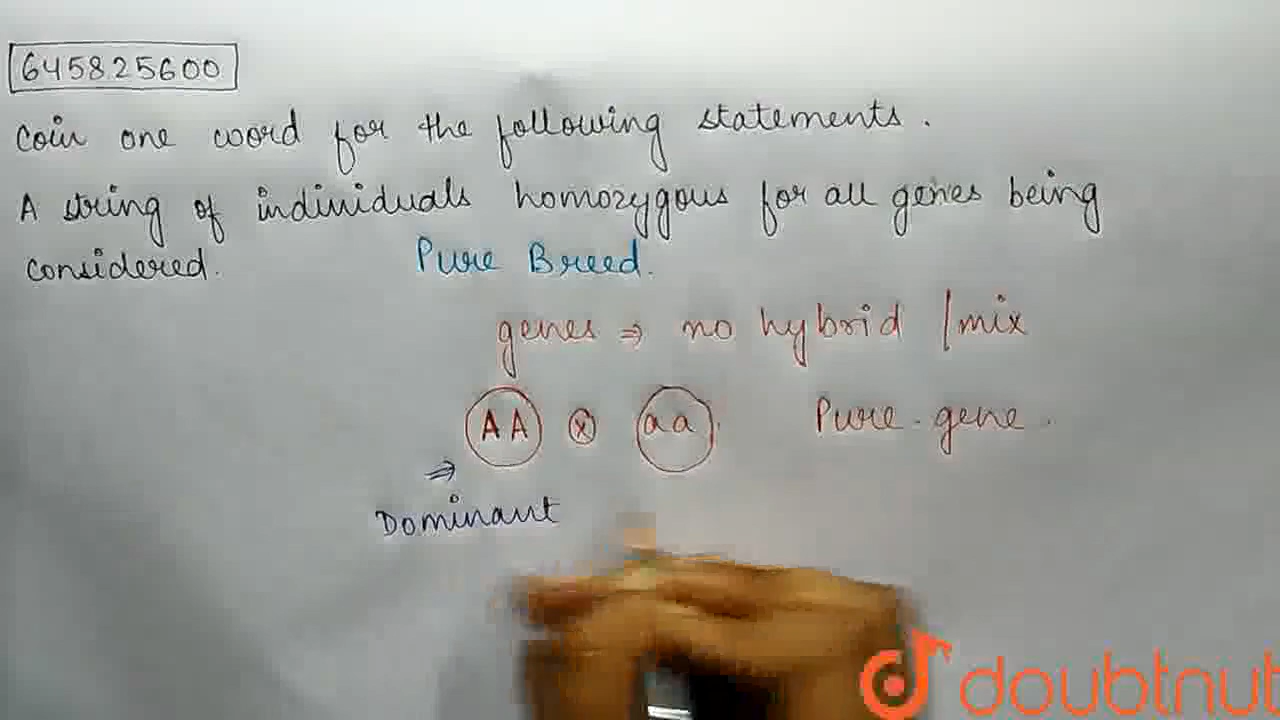 645825600
Coin one word for the following statements.
A string of individuals homozygous for all genes being
considered. Pure Breed.
genes ⇒ no hybrid / mix
AA ⊗ aa Pure gene.
⇒
Dominant
doubtnut